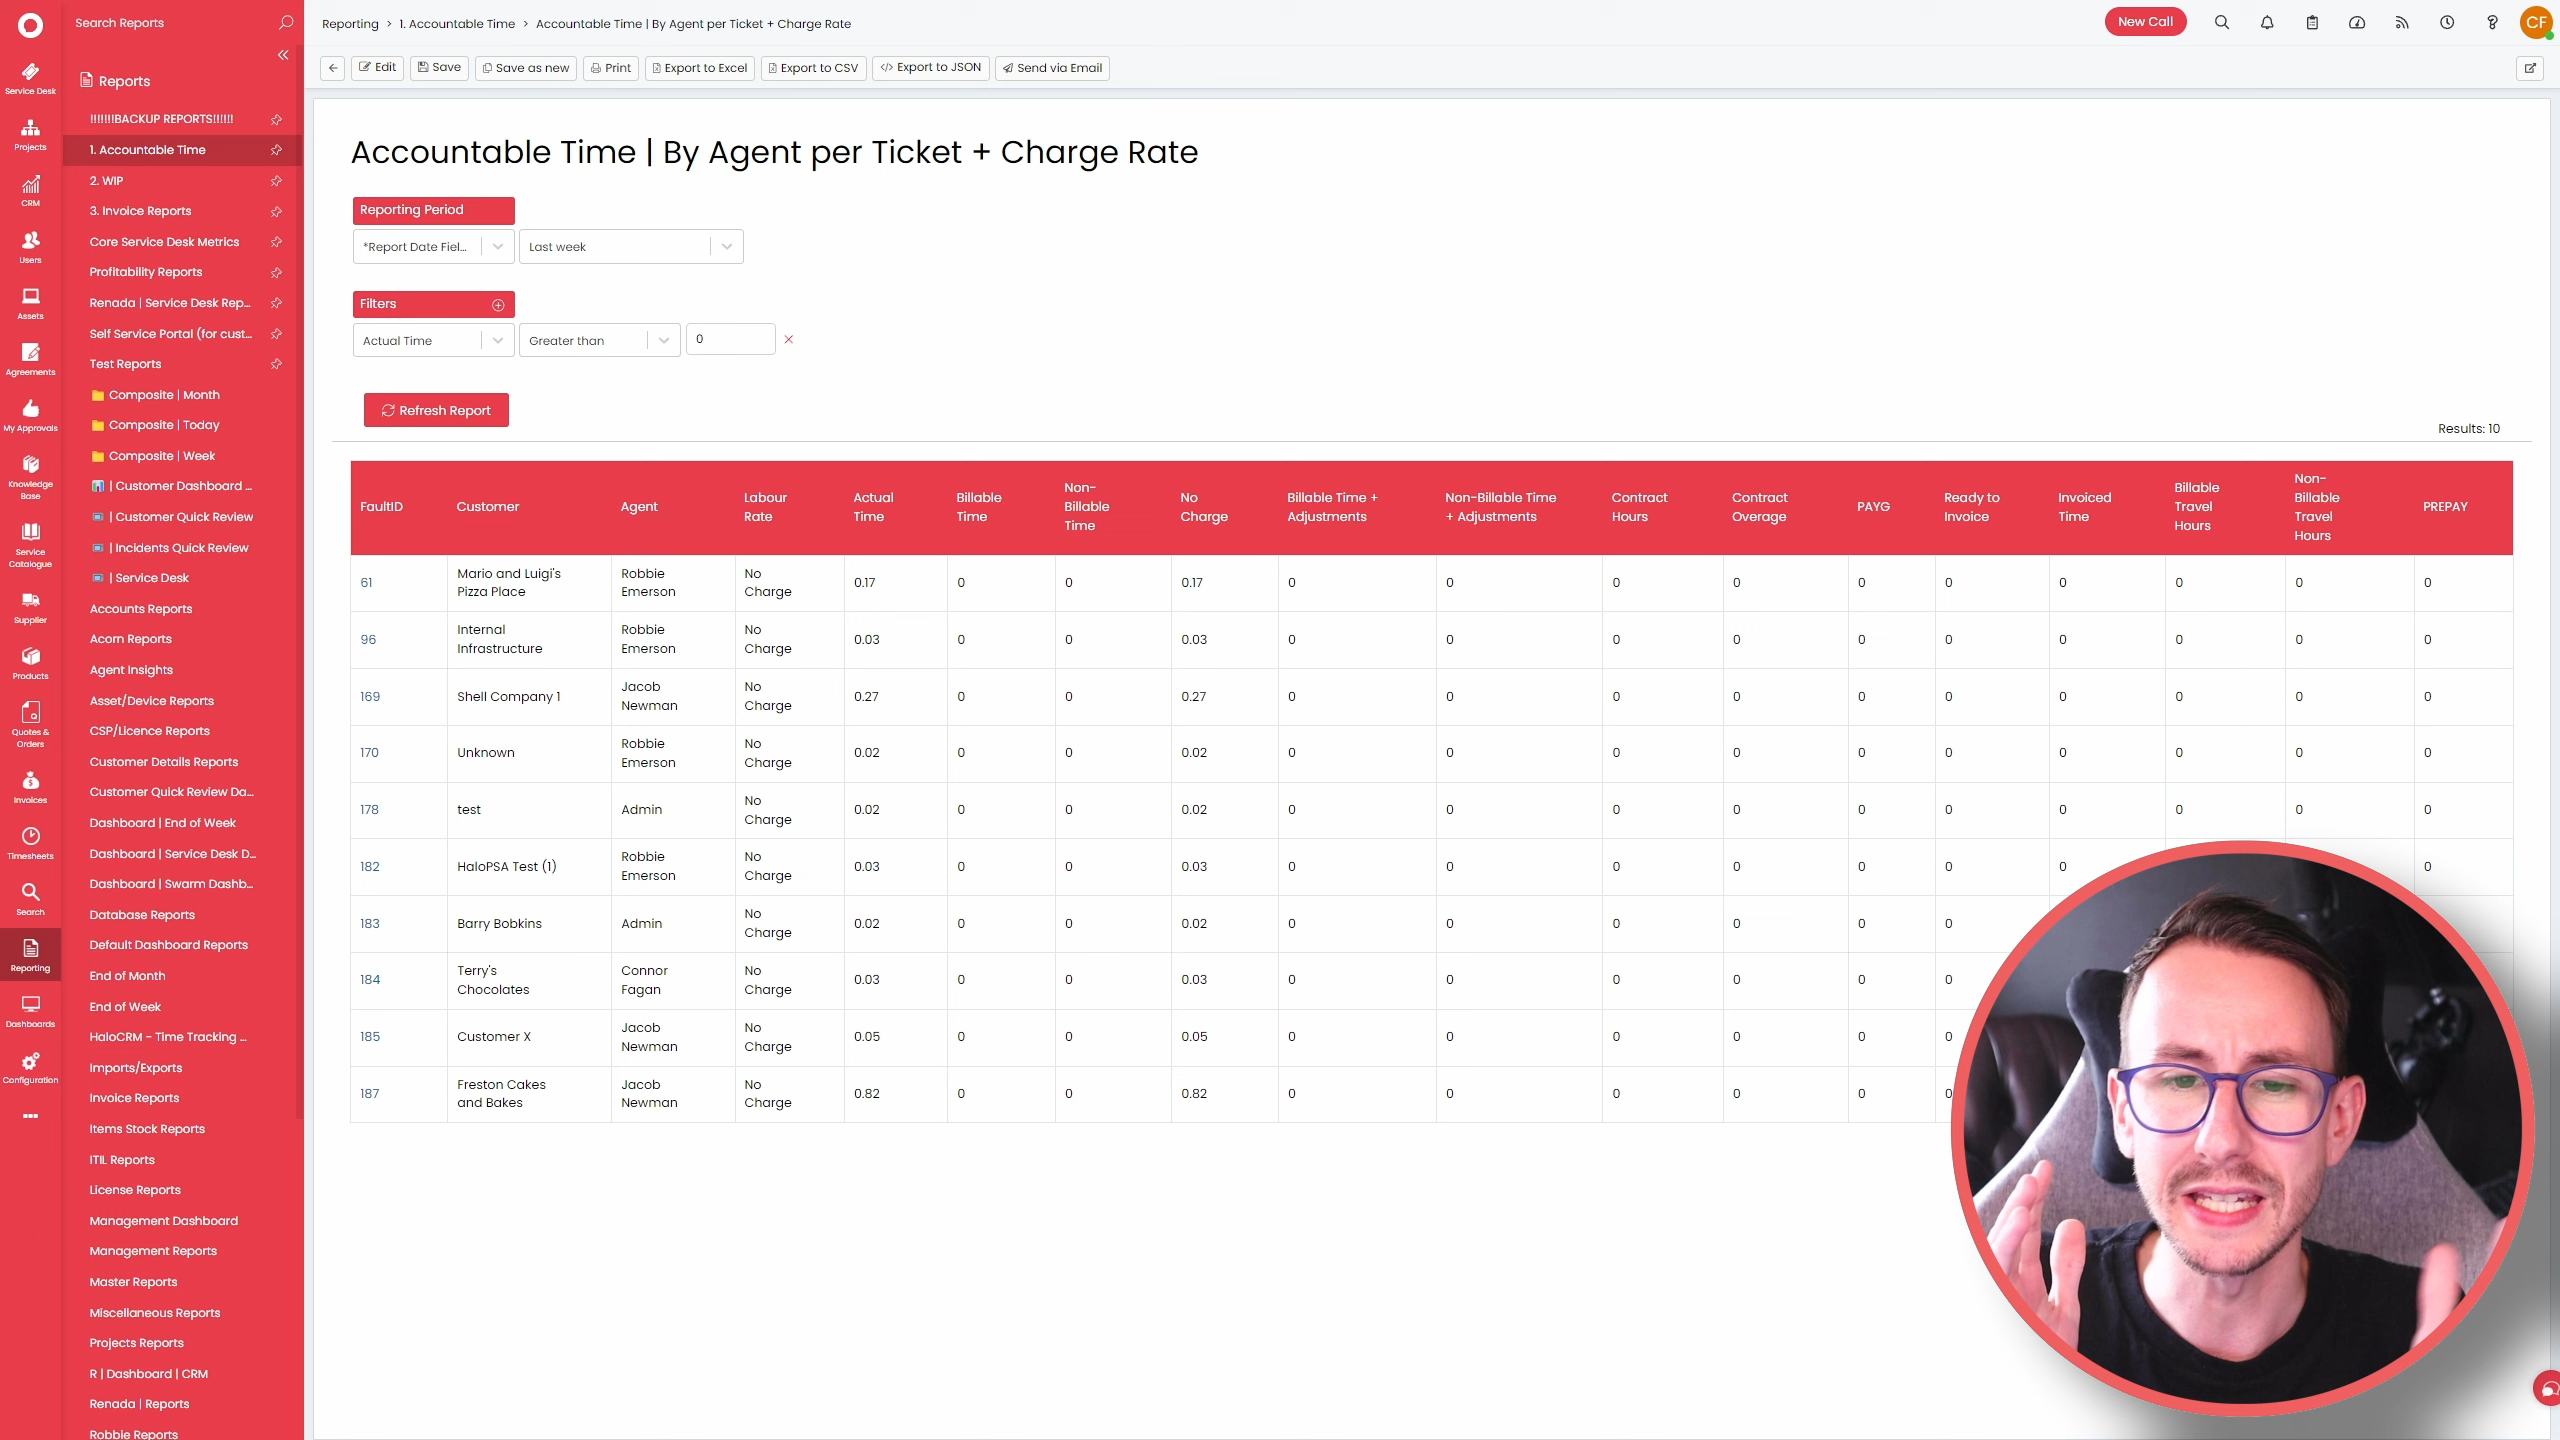 Search Reports
Reporting > 1. Accountable Time > Accountable Time | By Agent per Ticket + Charge Rate
New Call
CF
Edit
Save
Save as new
Print
Export to Excel
Export to CSV
Export to JSON
Send via Email
Service Desk
Projects
CRM
Users
Assets
Agreements
My Approvals
Knowledge
Base
Service
Catalogue
Supplier
Products
Quotes &
Orders
Invoices
Timesheets
Search
Reporting
Dashboards
Configuration
Reports
!!!!!!!BACKUP REPORTS!!!!!!
1. Accountable Time
2. WIP
3. Invoice Reports
Core Service Desk Metrics
Profitability Reports
Renada | Service Desk Rep...
Self Service Portal (for cust...
Test Reports
Composite | Month
Composite | Today
Composite | Week
| Customer Dashboard ...
| Customer Quick Review
| Incidents Quick Review
| Service Desk
Accounts Reports
Acorn Reports
Agent Insights
Asset/Device Reports
CSP/Licence Reports
Customer Details Reports
Customer Quick Review Da...
Dashboard | End of Week
Dashboard | Service Desk D...
Dashboard | Swarm Dashb...
Database Reports
Default Dashboard Reports
End of Month
End of Week
HaloCRM - Time Tracking ...
Imports/Exports
Invoice Reports
Items Stock Reports
ITIL Reports
License Reports
Management Dashboard
Management Reports
Master Reports
Miscellaneous Reports
Projects Reports
R | Dashboard | CRM
Renada | Reports
Robbie Reports
Accountable Time | By Agent per Ticket + Charge Rate
Reporting Period
*Report Date Fiel... Last week
Filters
Actual Time Greater than 0
Refresh Report
Results: 10
FaultID Customer Agent Labour Rate Actual Time Billable Time Non-Billable Time No Charge Billable Time + Adjustments Non-Billable Time + Adjustments Contract Hours Contract Overage PAYG Ready to Invoice Invoiced Time Billable Travel Hours Non-Billable Travel Hours PREPAY
61 Mario and Luigi's Pizza Place Robbie Emerson No Charge 0.17 0 0 0.17 0 0 0 0 0 0 0 0 0 0
96 Internal Infrastructure Robbie Emerson No Charge 0.03 0 0 0.03 0 0 0 0 0 0 0 0 0 0
169 Shell Company 1 Jacob Newman No Charge 0.27 0 0 0.27 0 0 0 0 0 0 0 0 0 0
170 Unknown Robbie Emerson No Charge 0.02 0 0 0.02 0 0 0 0 0 0 0 0 0 0
178 test Admin No Charge 0.02 0 0 0.02 0 0 0 0 0 0 0 0 0 0
182 HaloPSA Test (1) Robbie Emerson No Charge 0.03 0 0 0.03 0 0 0 0 0 0 0 0
183 Barry Bobkins Admin No Charge 0.02 0 0 0.02 0 0 0 0 0 0
184 Terry's Chocolates Connor Fagan No Charge 0.03 0 0 0.03 0 0 0 0 0 0
185 Customer X Jacob Newman No Charge 0.05 0 0 0.05 0 0 0 0 0 0
187 Freston Cakes and Bakes Jacob Newman No Charge 0.82 0 0 0.82 0 0 0 0 0 0